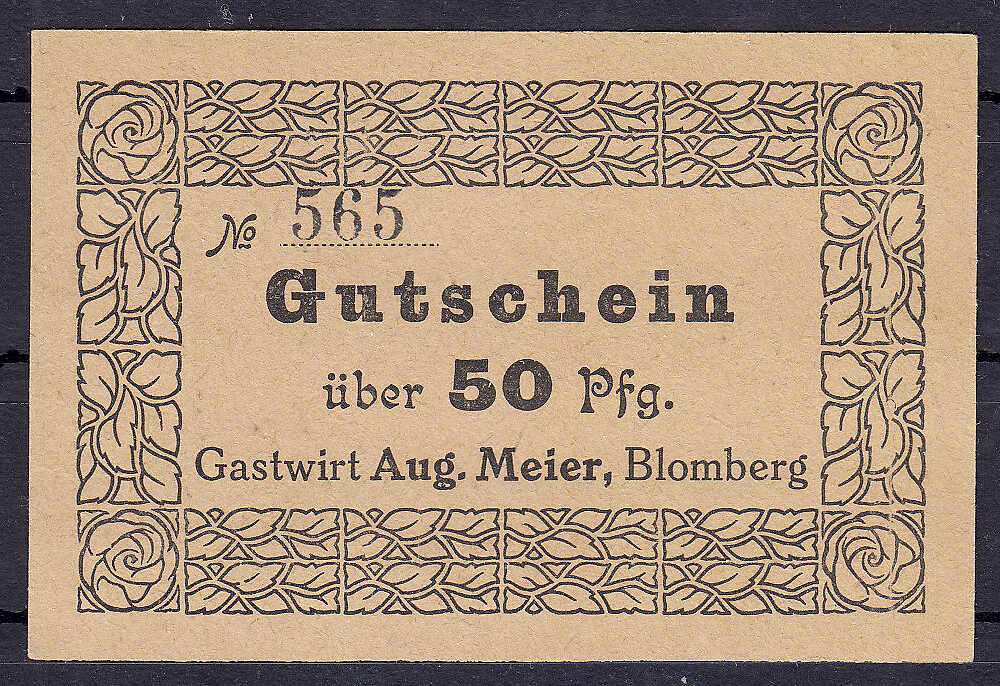 № 565
Gutschein
über 50 Pfg.
Gastwirt Aug. Meier, Blomberg